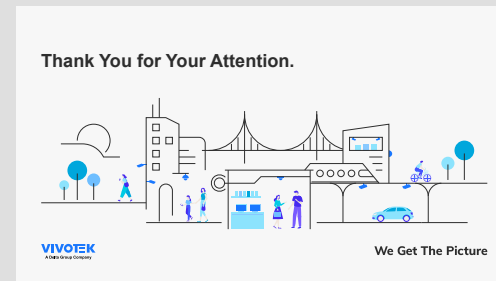 Thank You for Your Attention.
VIVOTEK
A Delta Group Company
We Get The Picture